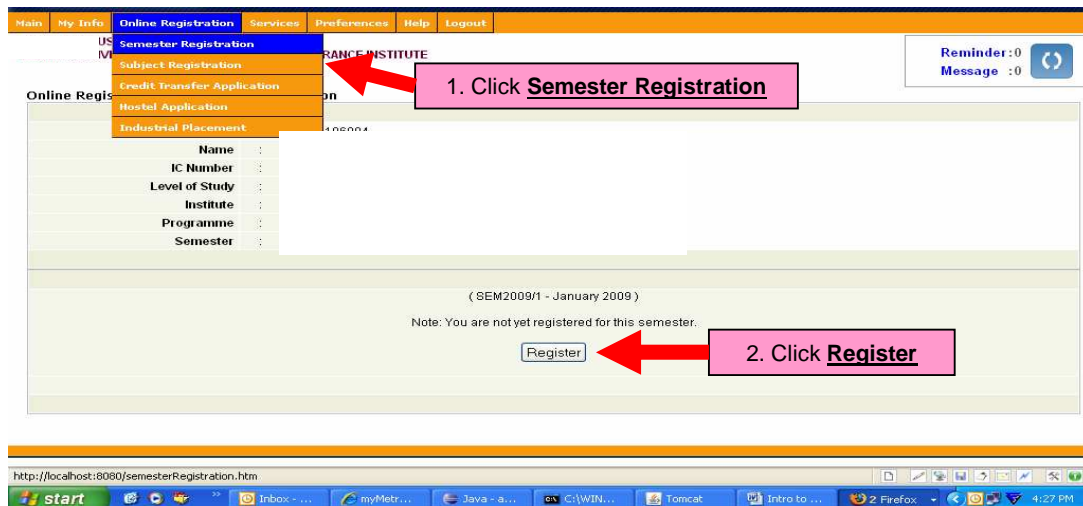 Main My Info Online Registration Services Preferences Help Logout
US Semester Registration
RANCE INSTITUTE
Subject Registration
Reminder :0
Message :0
1. Click Semester Registration
Credit Transfer Application
Online Regis on
Hostel Application
Industrial Placement
Name :
IC Number :
Level of Study :
Institute :
Programme :
Semester :
( SEM2009/1 - January 2009 )
Note: You are not yet registered for this semester.
Register
2. Click Register
http://localhost:8080/semesterRegistration.htm
start Inbox - ... myMetr... Java - a... C:\WIN... Tomcat Intro to ... 2 Firefox 4:27 PM